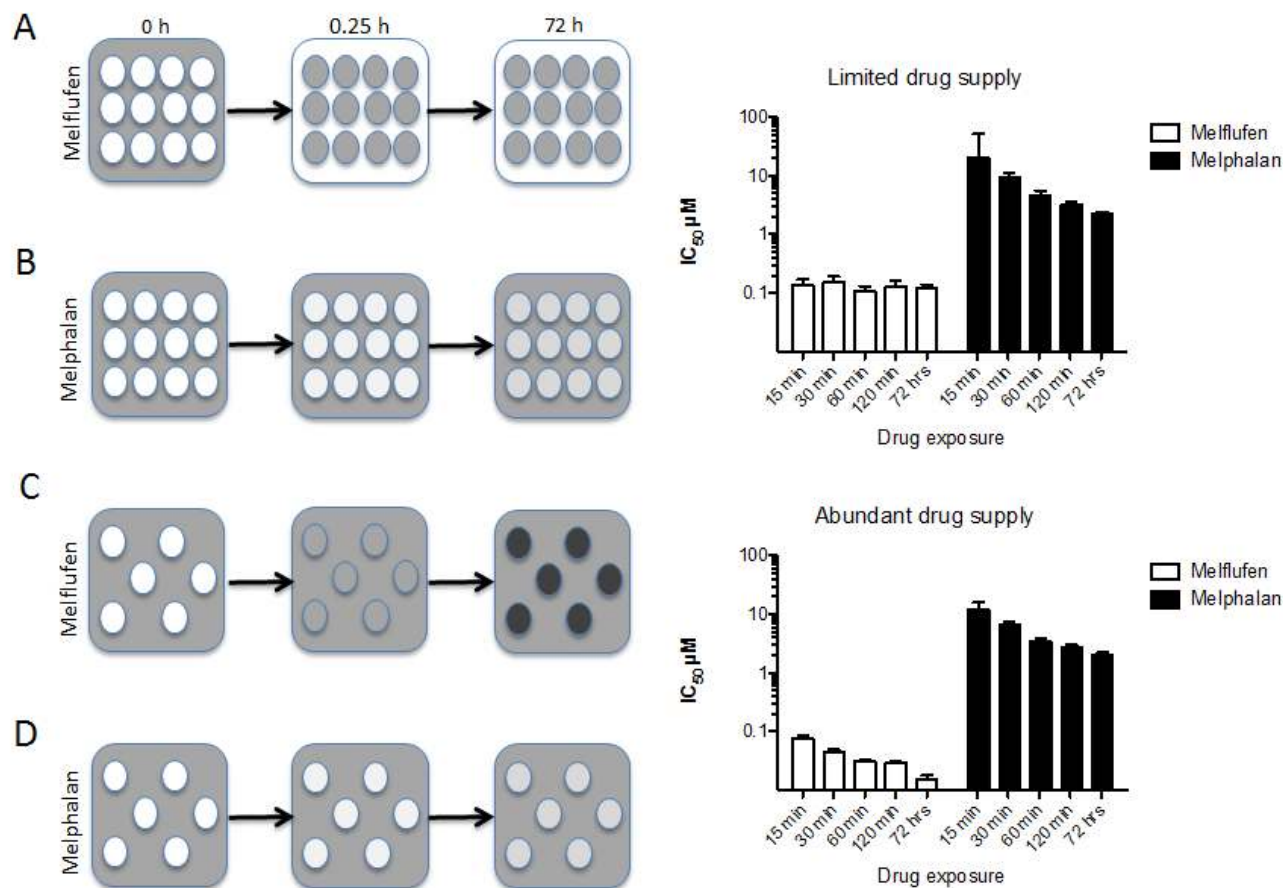 A
0 h
0.25 h
72 h
Melflufen
B
Melphalan
Limited drug supply
Melflufen
Melphalan
100
10
1
0.1
IC50 µM
15 min
30 min
60 min
120 min
72 hrs
15 min
30 min
60 min
120 min
72 hrs
Drug exposure
C
Melflufen
D
Melphalan
Abundant drug supply
Melflufen
Melphalan
100
10
1
0.1
IC50 µM
15 min
30 min
60 min
120 min
72 hrs
15 min
30 min
60 min
120 min
72 hrs
Drug exposure